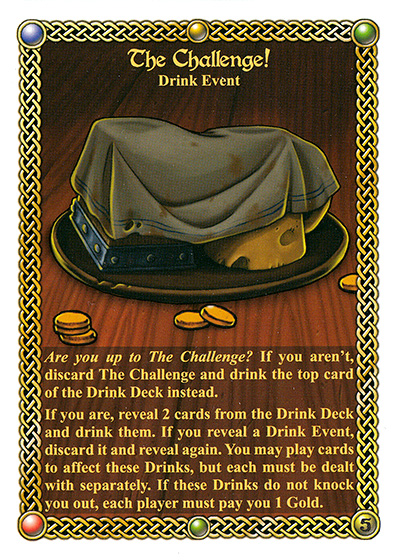 The Challenge!
Drink Event
Are you up to The Challenge? If you aren't,
discard The Challenge and drink the top card
of the Drink Deck instead.
If you are, reveal 2 cards from the Drink Deck
and drink them. If you reveal a Drink Event,
discard it and reveal again. You may play cards
to affect these Drinks, but each must be dealt
with separately. If these Drinks do not knock
you out, each player must pay you 1 Gold.
5